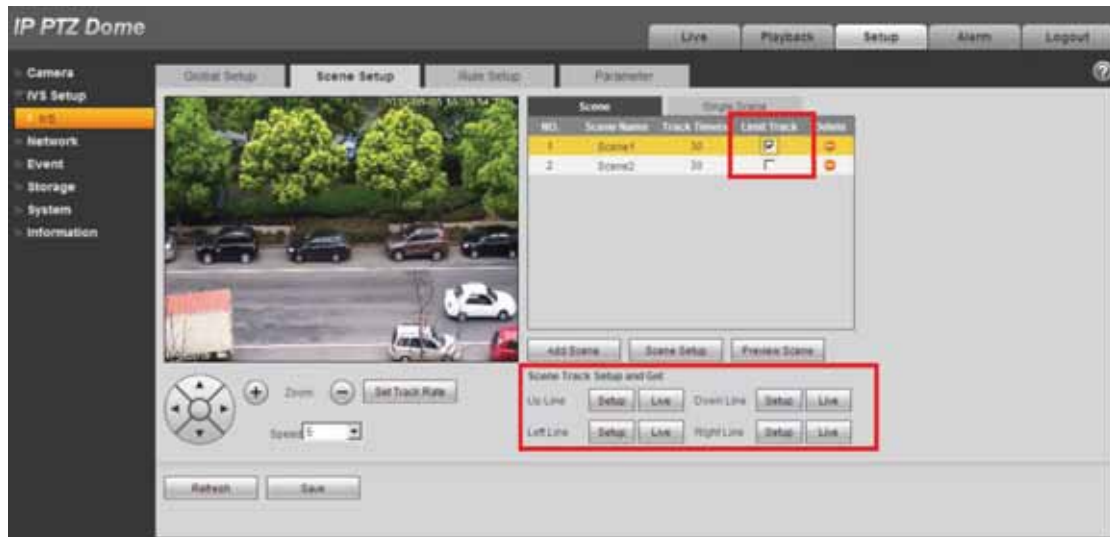 IP PTZ Dome
Live Playback Setup Alarm Logout
Camera
IVS Setup
IVS
Network
Event
Storage
System
Information
Global Setup Scene Setup Rule Setup Parameter
Scene Single Scene
NO. Scene Name Track Time(s) Limit Track Delete
1 Scene1 30
2 Scene2 30
Add Scene Scene Setup Preview Scene
Scene Track Setup and Get
Up Line Setup Live Down Line Setup Live
Left Line Setup Live Right Line Setup Live
Zoom Set Track Rate
Speed 5
Refresh Save